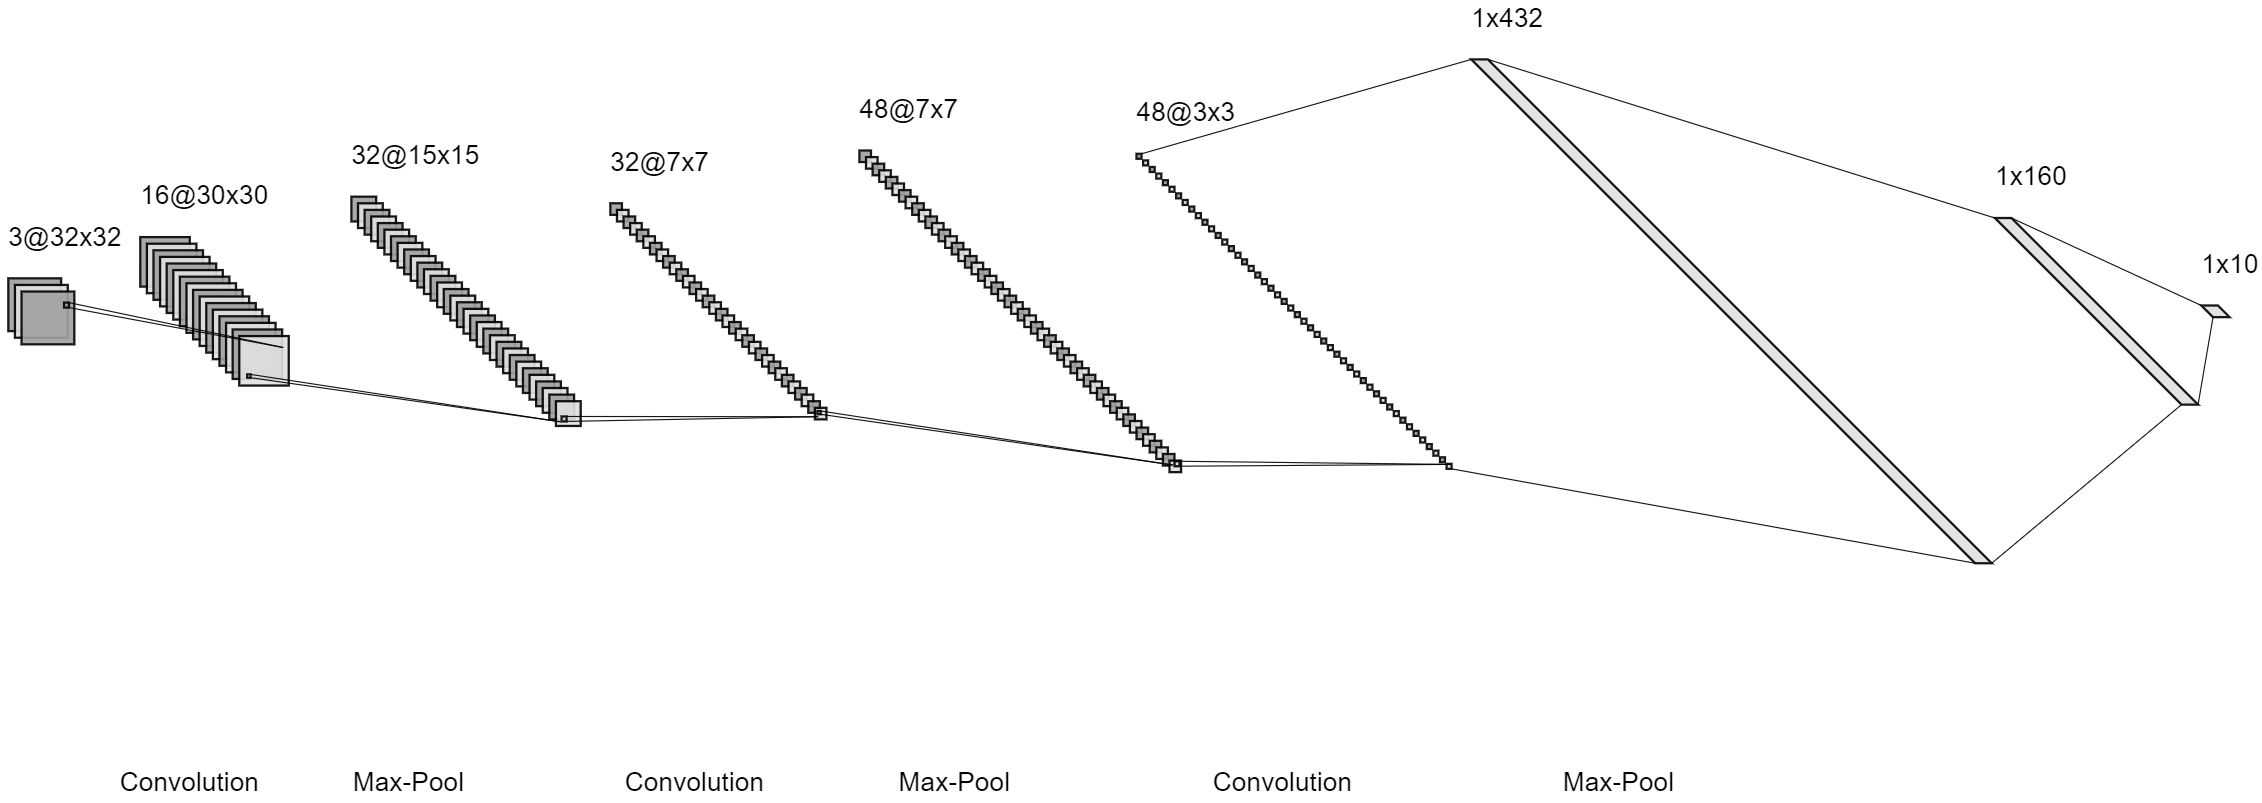 1x432
48@7x7
48@3x3
32@15x15
32@7x7
1x160
16@30x30
3@32x32
1x10
Convolution
Max-Pool
Convolution
Max-Pool
Convolution
Max-Pool